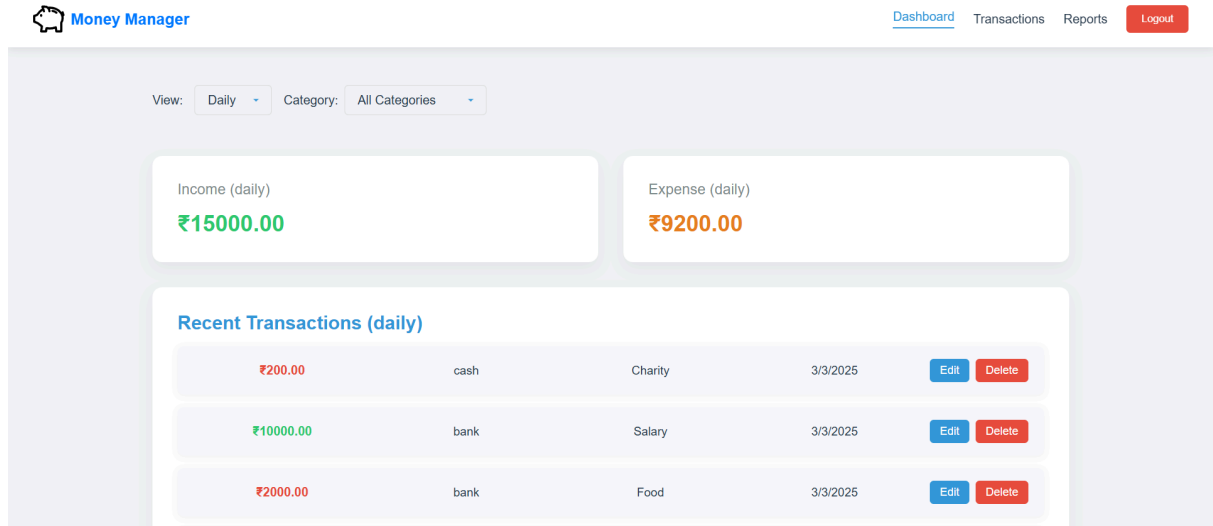 Money Manager Dashboard Transactions Reports Logout
View: Daily Category: All Categories
Income (daily) Expense (daily)
₹15000.00 ₹9200.00
Recent Transactions (daily)
₹200.00 cash Charity 3/3/2025 Edit Delete
₹10000.00 bank Salary 3/3/2025 Edit Delete
₹2000.00 bank Food 3/3/2025 Edit Delete